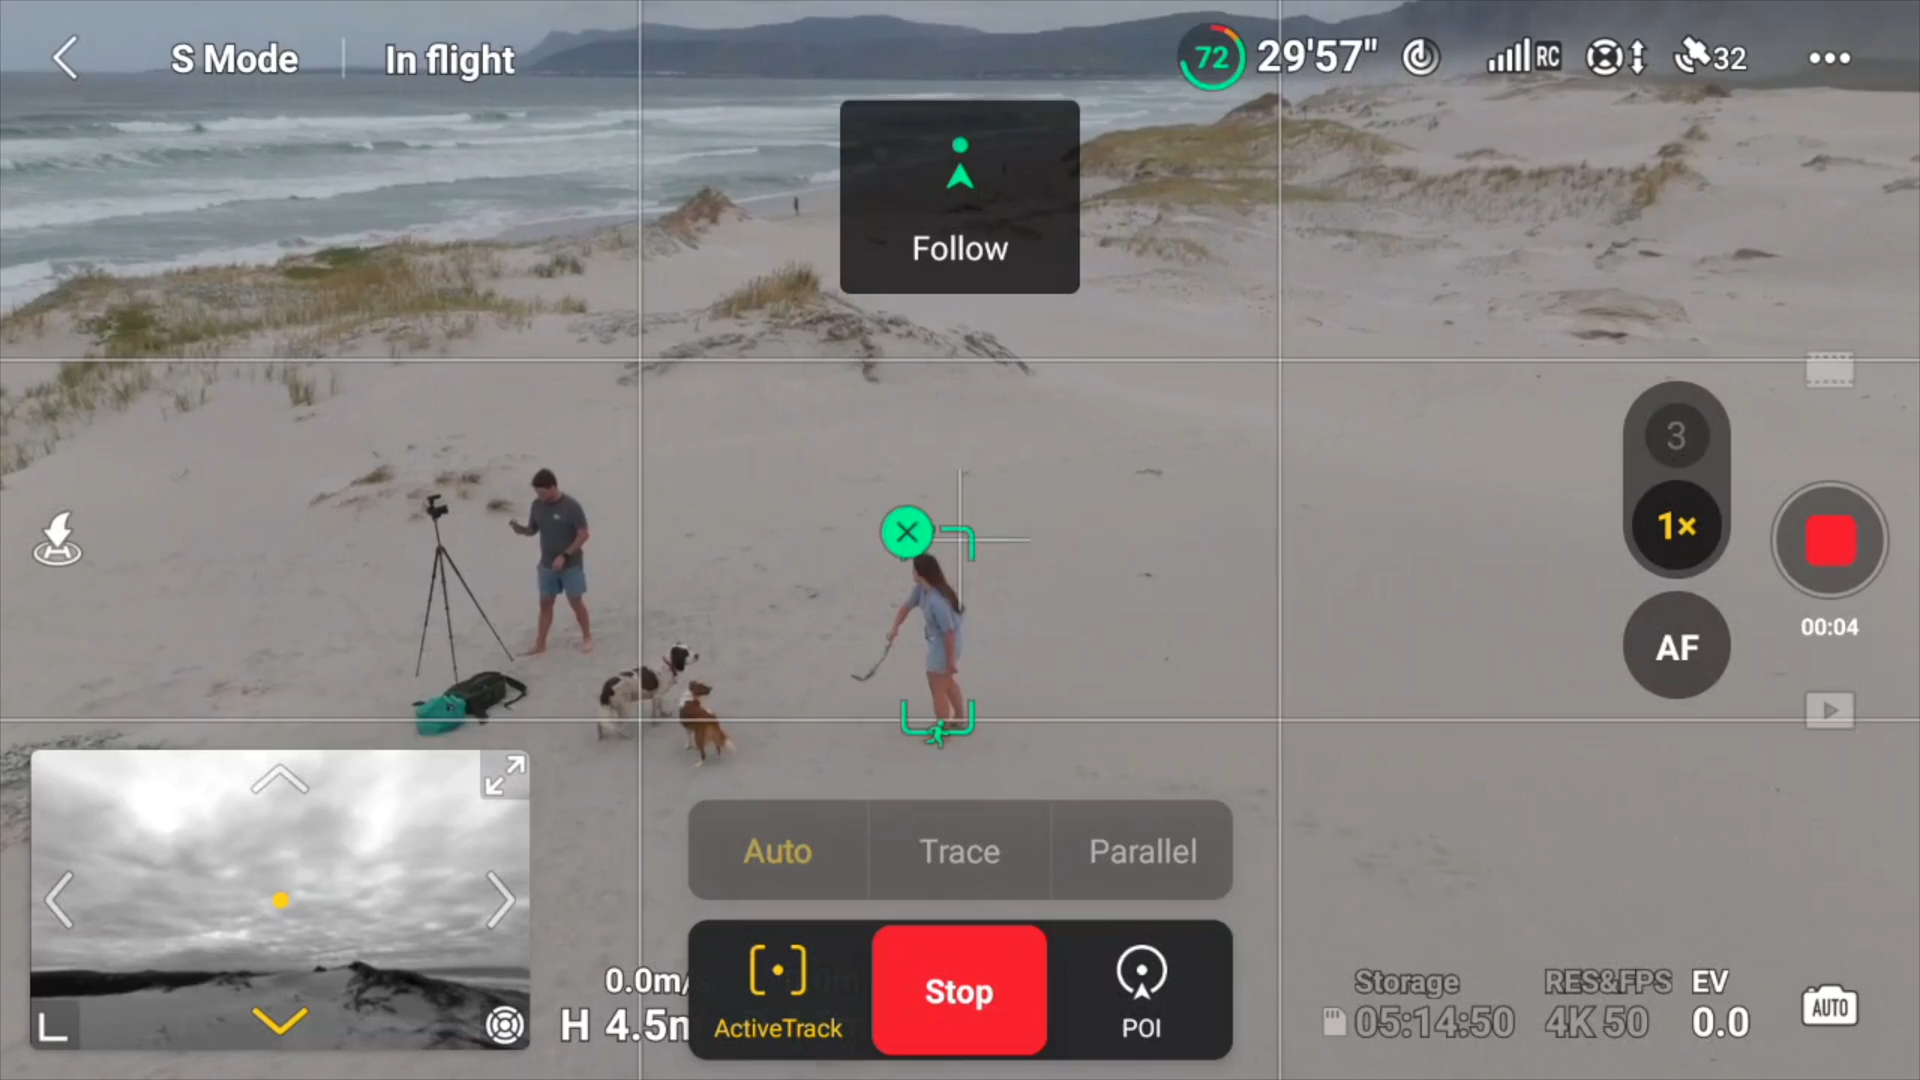 S Mode
In flight
72
29'57"
RC
32
Follow
3
1×
AF
00:04
Auto
Trace
Parallel
0.0m/
H 4.5m
ActiveTrack
Stop
POI
Storage
05:14:50
RES&FPS
4K 50
EV
0.0
AUTO
L